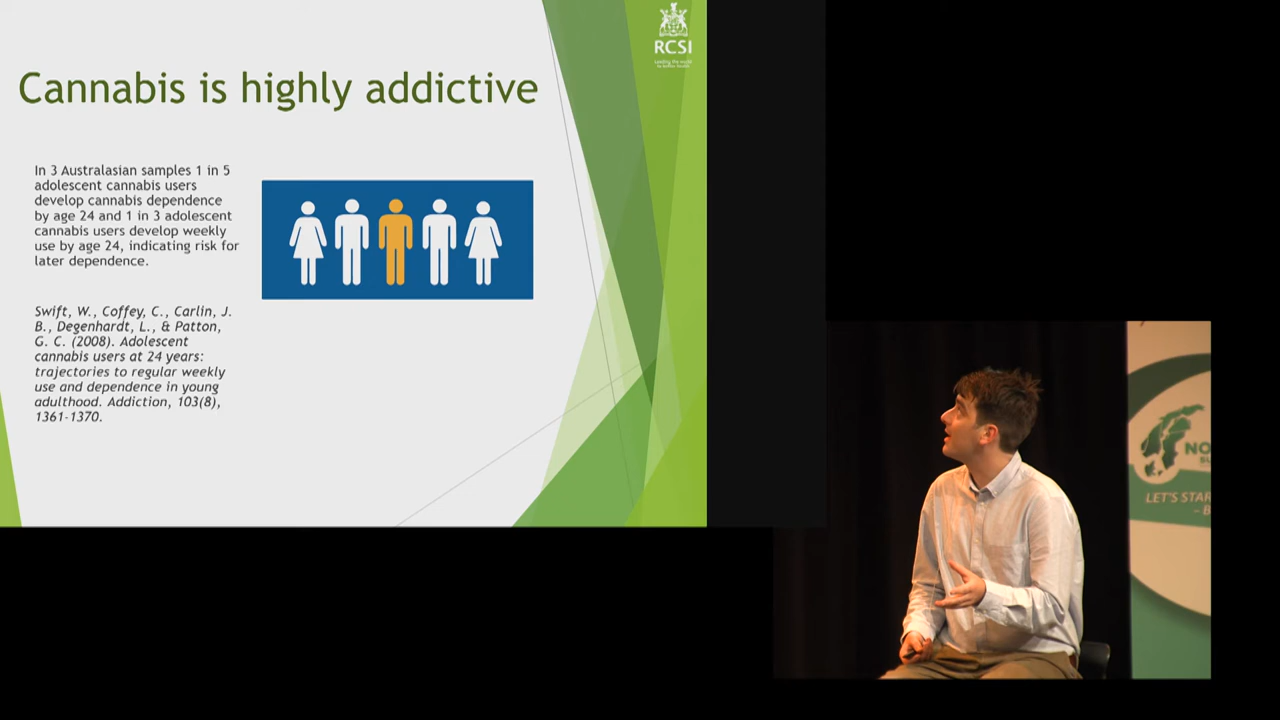 RCSI
Cannabis is highly addictive
In 3 Australasian samples 1 in 5
adolescent cannabis users
develop cannabis dependence
by age 24 and 1 in 3 adolescent
cannabis users develop weekly
use by age 24, indicating risk for
later dependence.
Swift, W., Coffey, C., Carlin, J.
B., Degenhardt, L., & Patton,
G. C. (2008). Adolescent
cannabis users at 24 years:
trajectories to regular weekly
use and dependence in young
adulthood. Addiction, 103(8),
1361-1370.
NO
LET'S STAR
– B